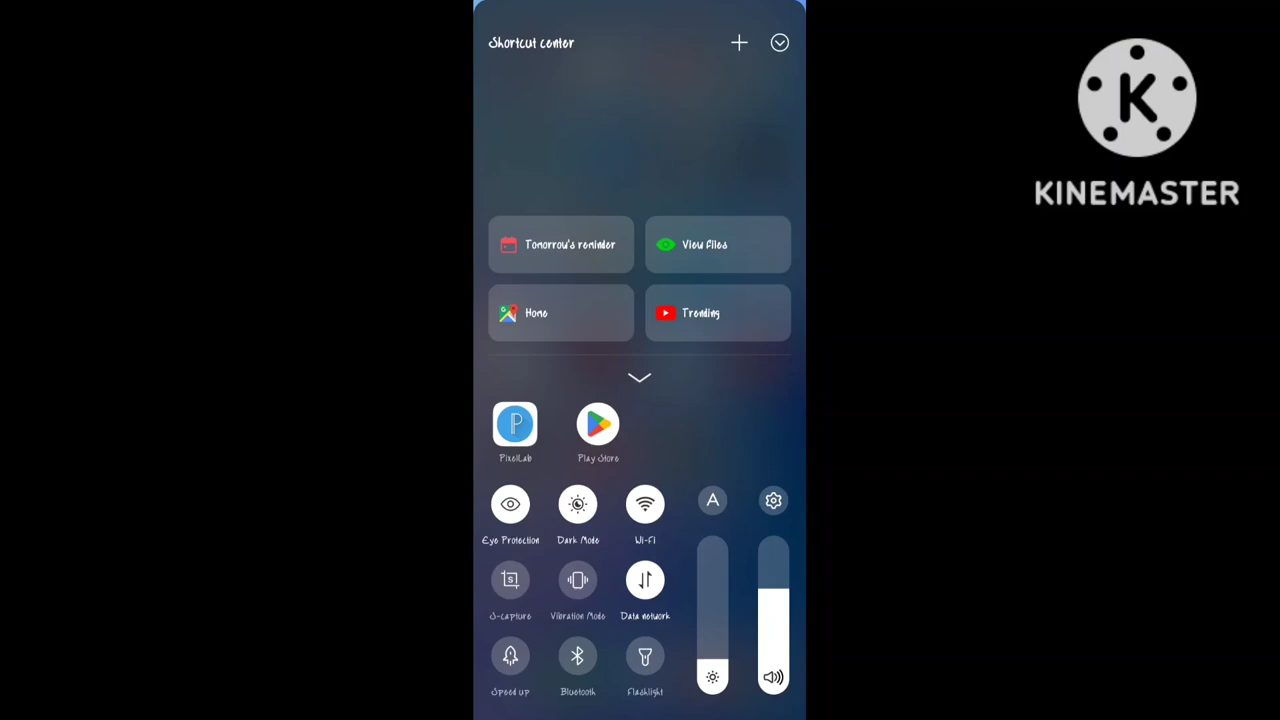 Shortcut center
Tomorrow's reminder
View files
Home
Trending
PixelLab
Play Store
Eye Protection
Dark Mode
Wi-Fi
A
S-capture
Vibration Mode
Data network
Speed up
Bluetooth
Flashlight
K
KINEMASTER